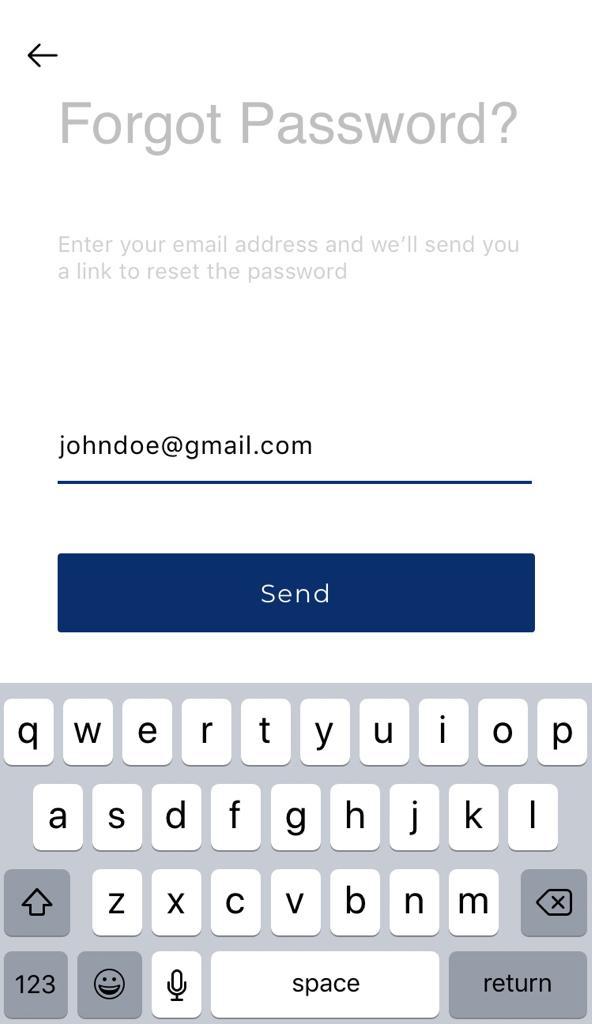 Forgot Password?
Enter your email address and we’ll send you
a link to reset the password
johndoe@gmail.com
Send
q w e r t y u i o p
a s d f g h j k l
z x c v b n m
123 space return